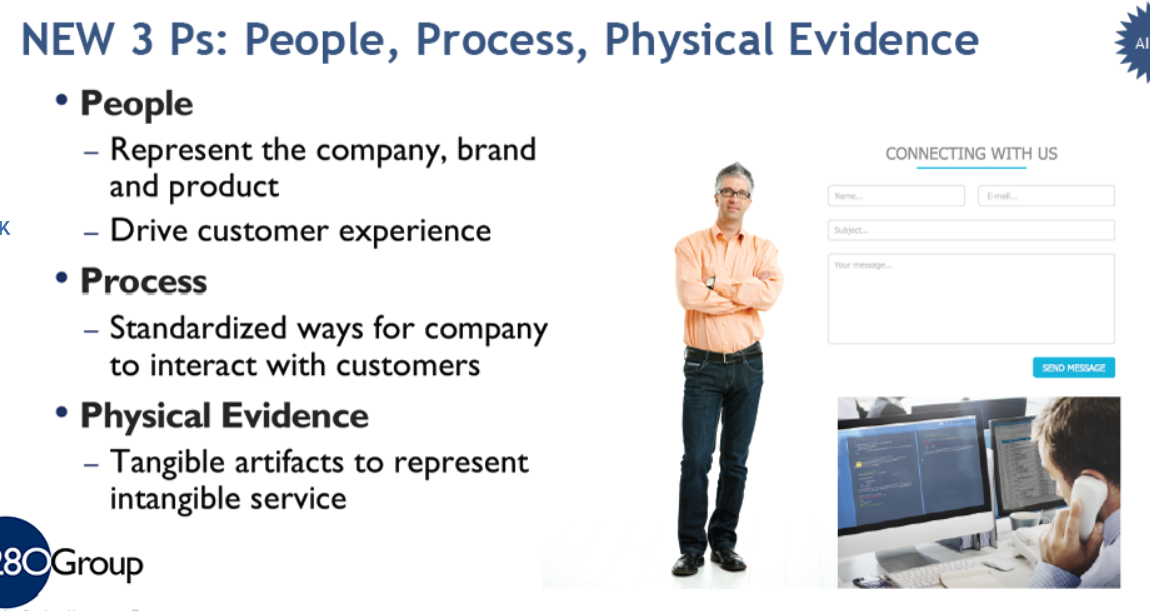 NEW 3 Ps: People, Process, Physical Evidence
AI
• People
– Represent the company, brand
and product
K
– Drive customer experience
• Process
– Standardized ways for company
to interact with customers
• Physical Evidence
– Tangible artifacts to represent
intangible service
280Group
CONNECTING WITH US
Name...
E-mail...
Subject...
Your message...
SEND MESSAGE